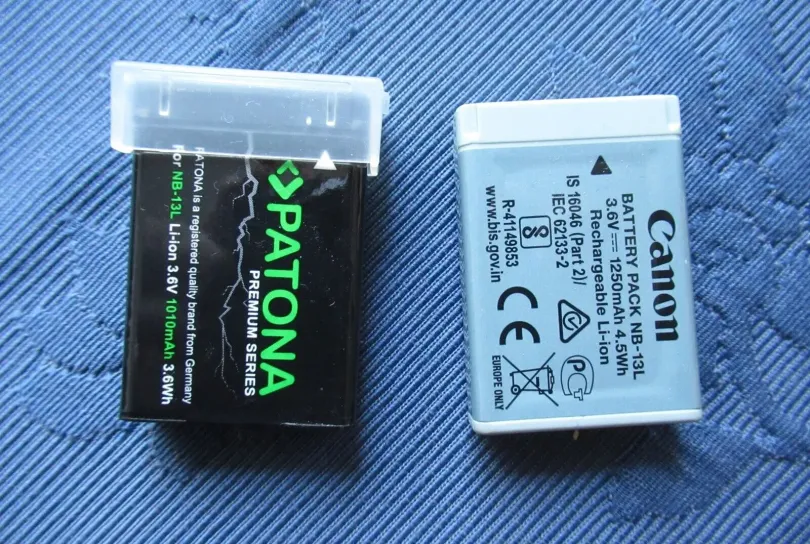 PATONA
PREMIUM SERIES
PATONA is a registered quality brand from Germany
For NB-13L Li-ion 3.6V 1010mAh 3.6Wh
Canon
BATTERY PACK NB-13L
3.6V⎓1250mAh 4.5Wh
Rechargeable Li-ion
IS 16046 (Part 2)/
IEC 62133-2
R-41149853
www.bis.gov.in
CE
EUROPE ONLY